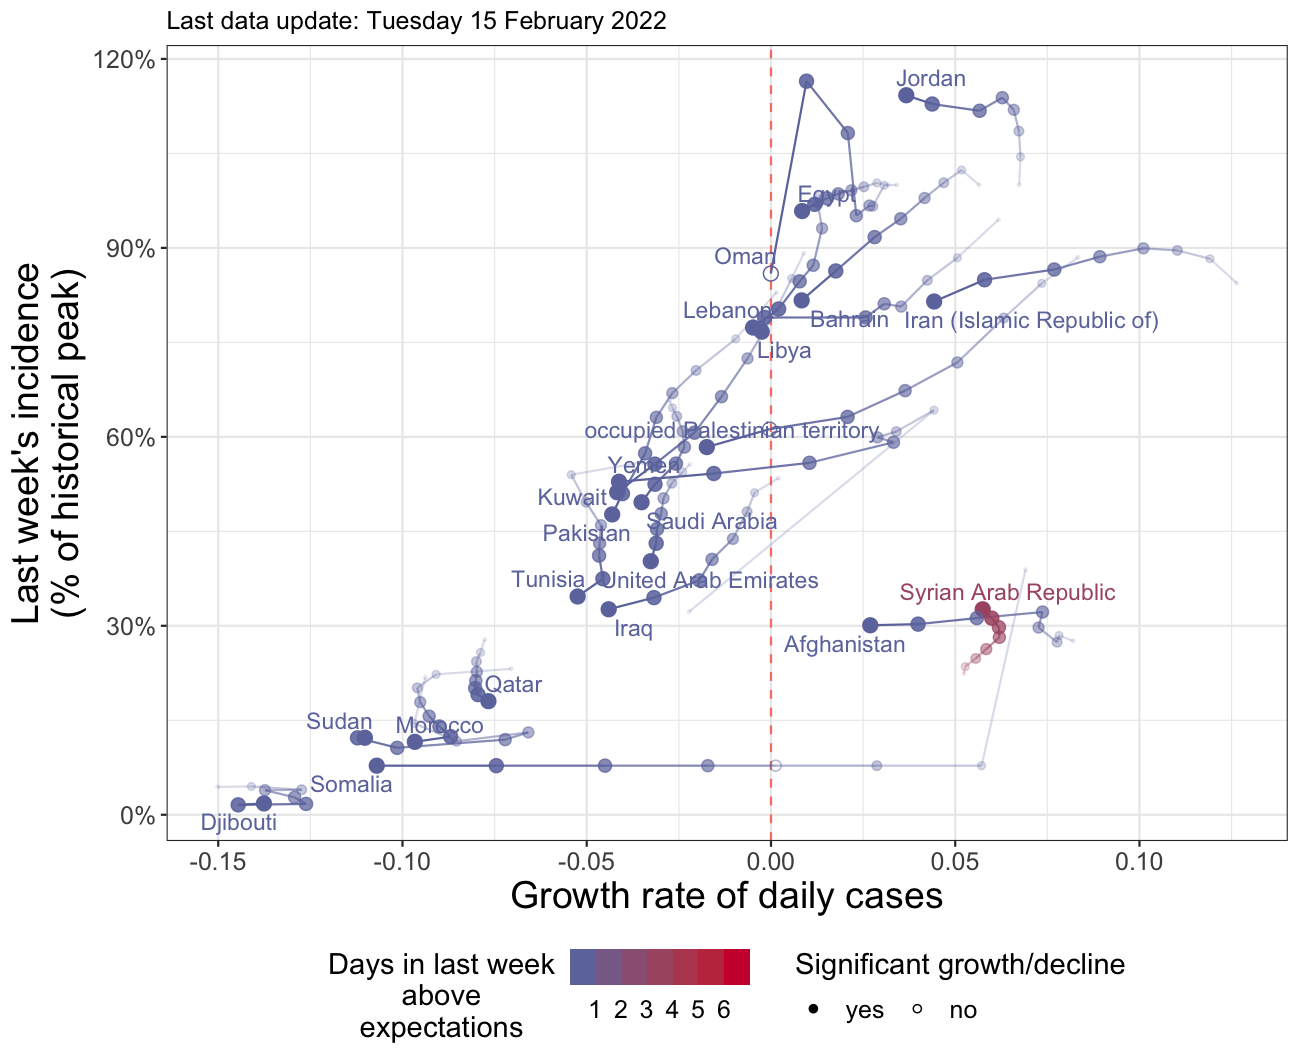 Last data update: Tuesday 15 February 2022
Last week's incidence
(% of historical peak)
120%
90%
60%
30%
0%
Jordan
Egypt
Oman
Lebanon
Bahrain
Iran (Islamic Republic of)
Libya
occupied Palestinian territory
Yemen
Kuwait
Saudi Arabia
Pakistan
Tunisia
United Arab Emirates
Iraq
Syrian Arab Republic
Afghanistan
Qatar
Sudan
Morocco
Somalia
Djibouti
-0.15 -0.10 -0.05 0.00 0.05 0.10
Growth rate of daily cases
Days in last week
above
expectations
1 2 3 4 5 6
Significant growth/decline
yes no